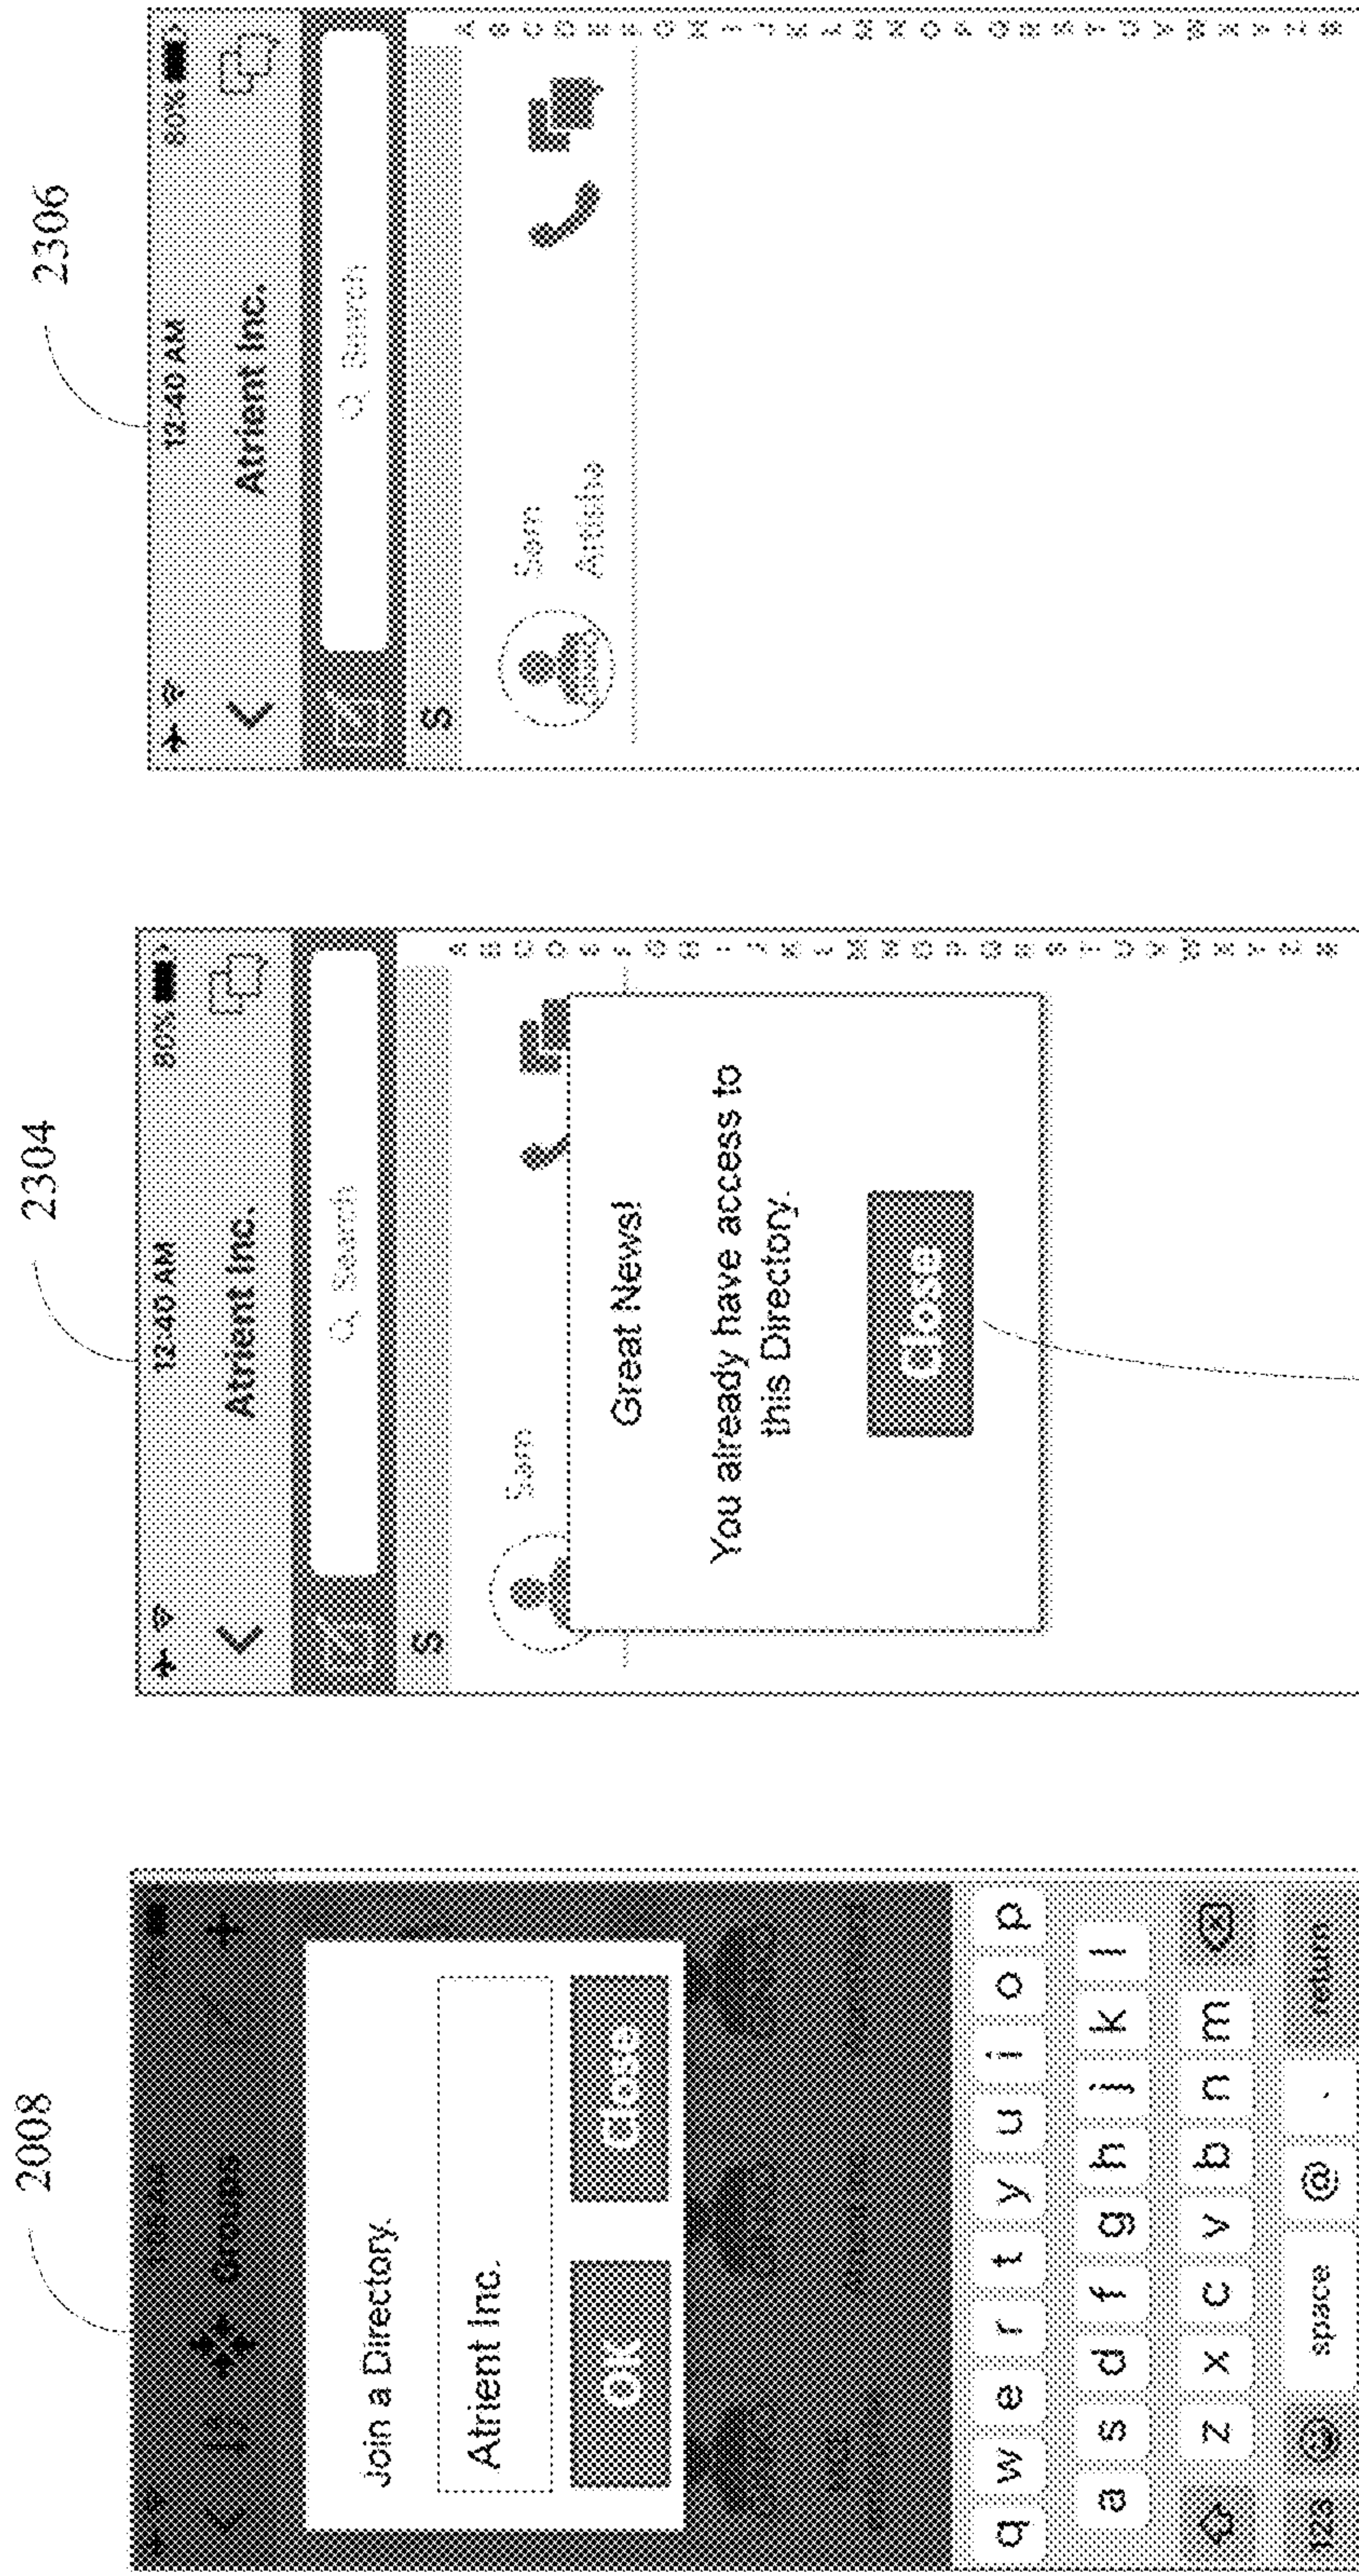 2008
Groups
Join a Directory.
Atrient Inc.
OK
Close
q w e r t y u i o p
a s d f g h j k l
z x c v b n m
123
space
@
.
return
2304
12:40 AM
80%
Atrient Inc.
Search
S
Sam
Great News!
You already have access to
this Directory.
Close
A B C D E F G H I J K L M N O P Q R S T U V W X Y Z #
2306
12:40 AM
80%
Atrient Inc.
Search
S
Sam
A B C D E F G H I J K L M N O P Q R S T U V W X Y Z #